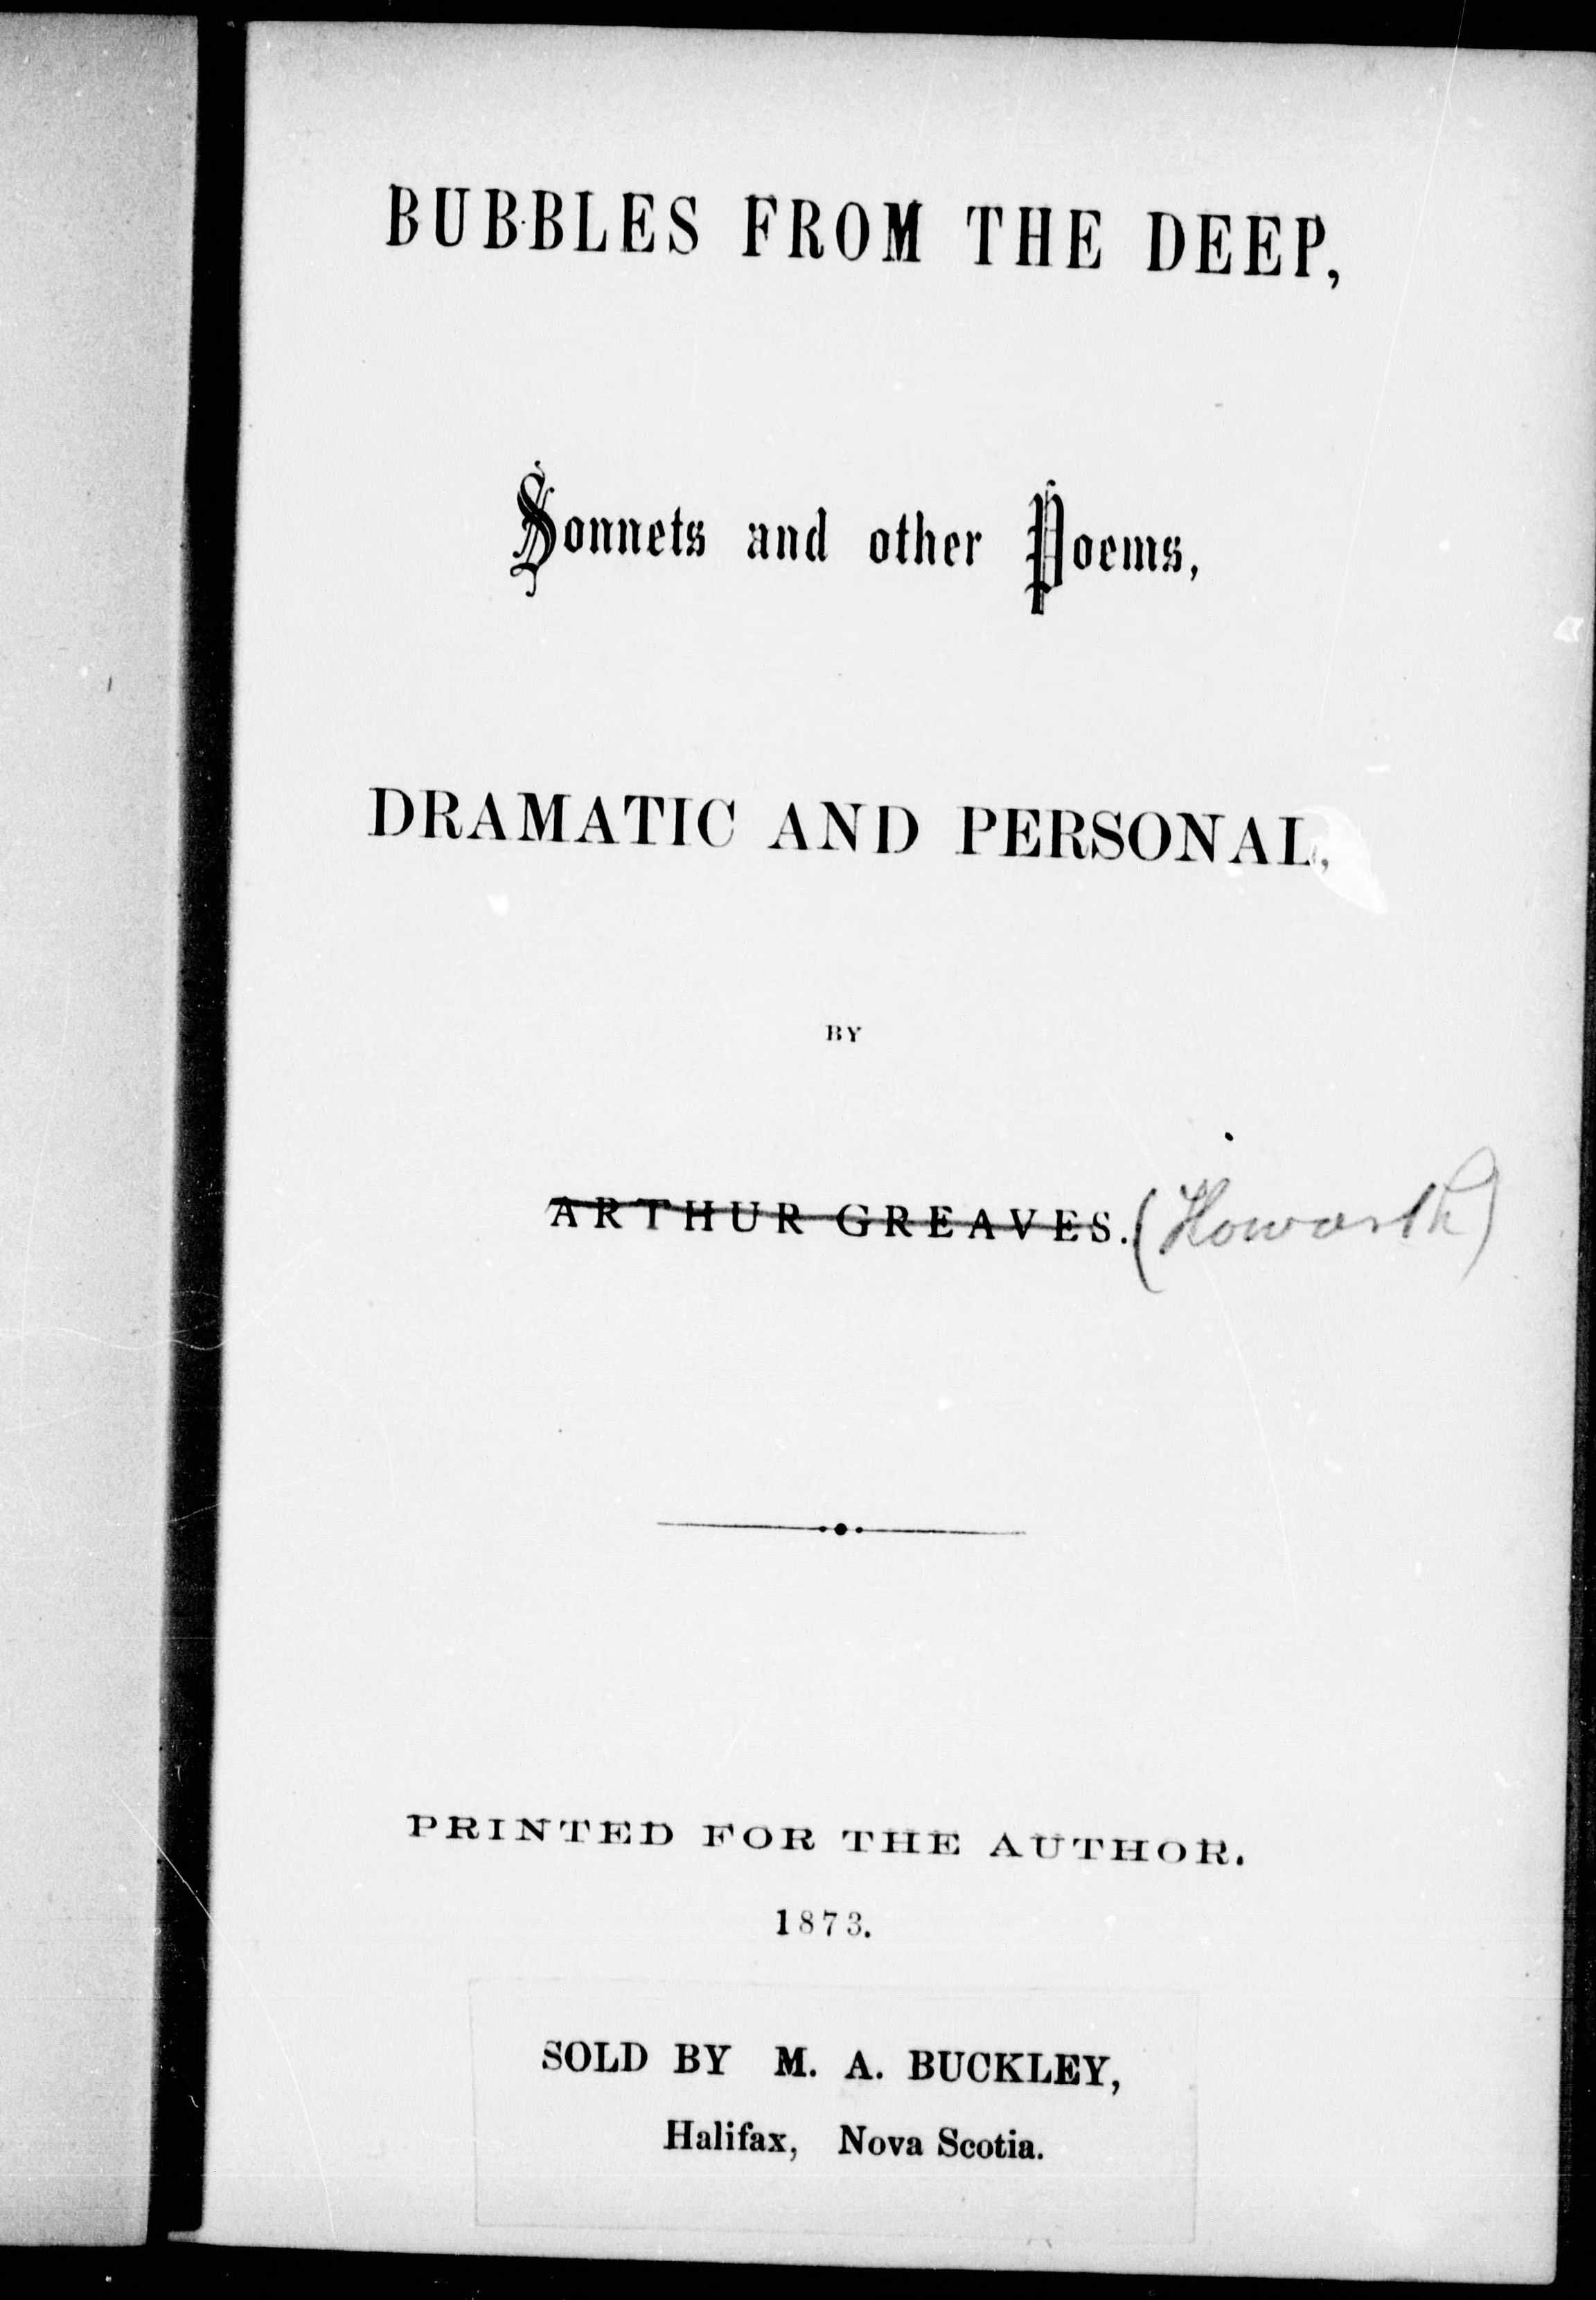 BUBBLES FROM THE DEEP,
Sonnets and other Poems,
DRAMATIC AND PERSONAL,
BY
ARTHUR GREAVES. (Howorth)
PRINTED FOR THE AUTHOR.
1873.
SOLD BY M. A. BUCKLEY,
Halifax, Nova Scotia.